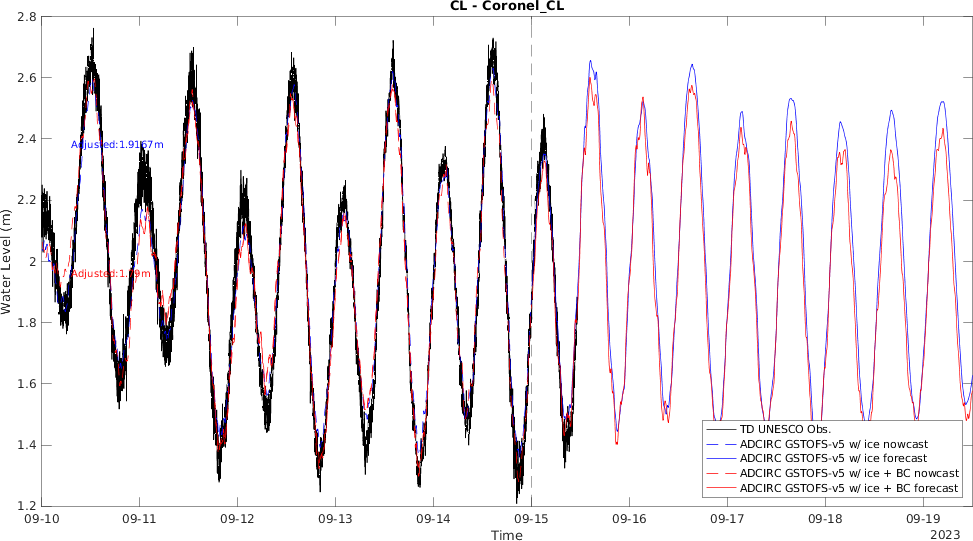 CL - Coronel_CL
2.8
2.6
2.4
2.2
2
1.8
1.6
1.4
1.2
Water Level (m)
Adjusted:1.9167m
Adjusted:1.
TD UNESCO Obs.
ADCIRC GSTOFS-v5 w/ ice nowcast
ADCIRC GSTOFS-v5 w/ ice forecast
ADCIRC GSTOFS-v5 w/ ice + BC nowcast
ADCIRC GSTOFS-v5 w/ ice + BC forecast
09-10 09-11 09-12 09-13 09-14 09-15 09-16 09-17 09-18 09-19
Time
2023